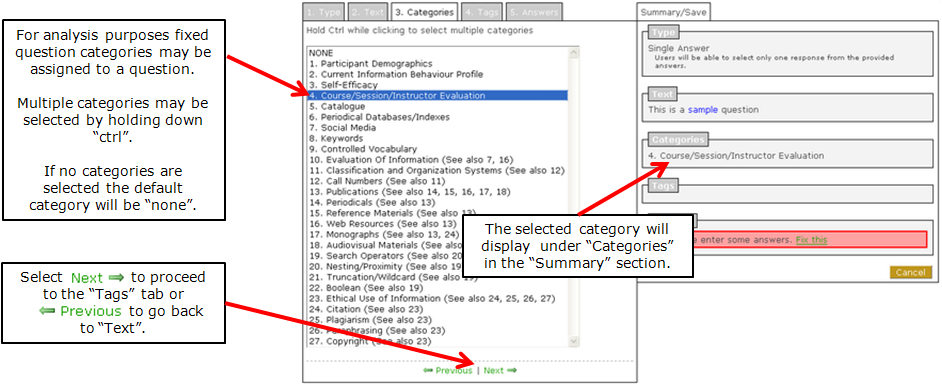 For analysis purposes fixed
question categories may be
assigned to a question.
Multiple categories may be
selected by holding down
“ctrl”.
If no categories are
selected the default
category will be “none”.
Select Next ⇒ to proceed
to the “Tags” tab or
⇐ Previous to go back
to “Text”.
1. Type 2. Text 3. Categories 4. Tags 5. Answers
Hold Ctrl while clicking to select multiple categories
NONE
1. Participant Demographics
2. Current Information Behaviour Profile
3. Self-Efficacy
4. Course/Session/Instructor Evaluation
5. Catalogue
6. Periodical Databases/Indexes
7. Social Media
8. Keywords
9. Controlled Vocabulary
10. Evaluation Of Information (See also 7, 16)
11. Classification and Organization Systems (See also 12)
12. Call Numbers (See also 11)
13. Publications (See also 14, 15, 16, 17, 18)
14. Periodicals (See also 13)
15. Reference Materials (See also 13)
16. Web Resources (See also 13)
17. Monographs (See also 13, 24)
18. Audiovisual Materials (See also
19. Search Operators (See also 20
20. Nesting/Proximity (See also 19
21. Truncation/Wildcard (See also 19)
22. Boolean (See also 19)
23. Ethical Use of Information (See also 24, 25, 26, 27)
24. Citation (See also 23)
25. Plagiarism (See also 23)
26. Paraphrasing (See also 23)
27. Copyright (See also 23)
⇐ Previous | Next ⇒
Summary/Save
Type
Single Answer
Users will be able to select only one response from the provided
answers.
Text
This is a sample question
Categories
4. Course/Session/Instructor Evaluation
Tags
enter some answers. Fix this
Cancel
The selected category will
display under “Categories”
in the “Summary” section.